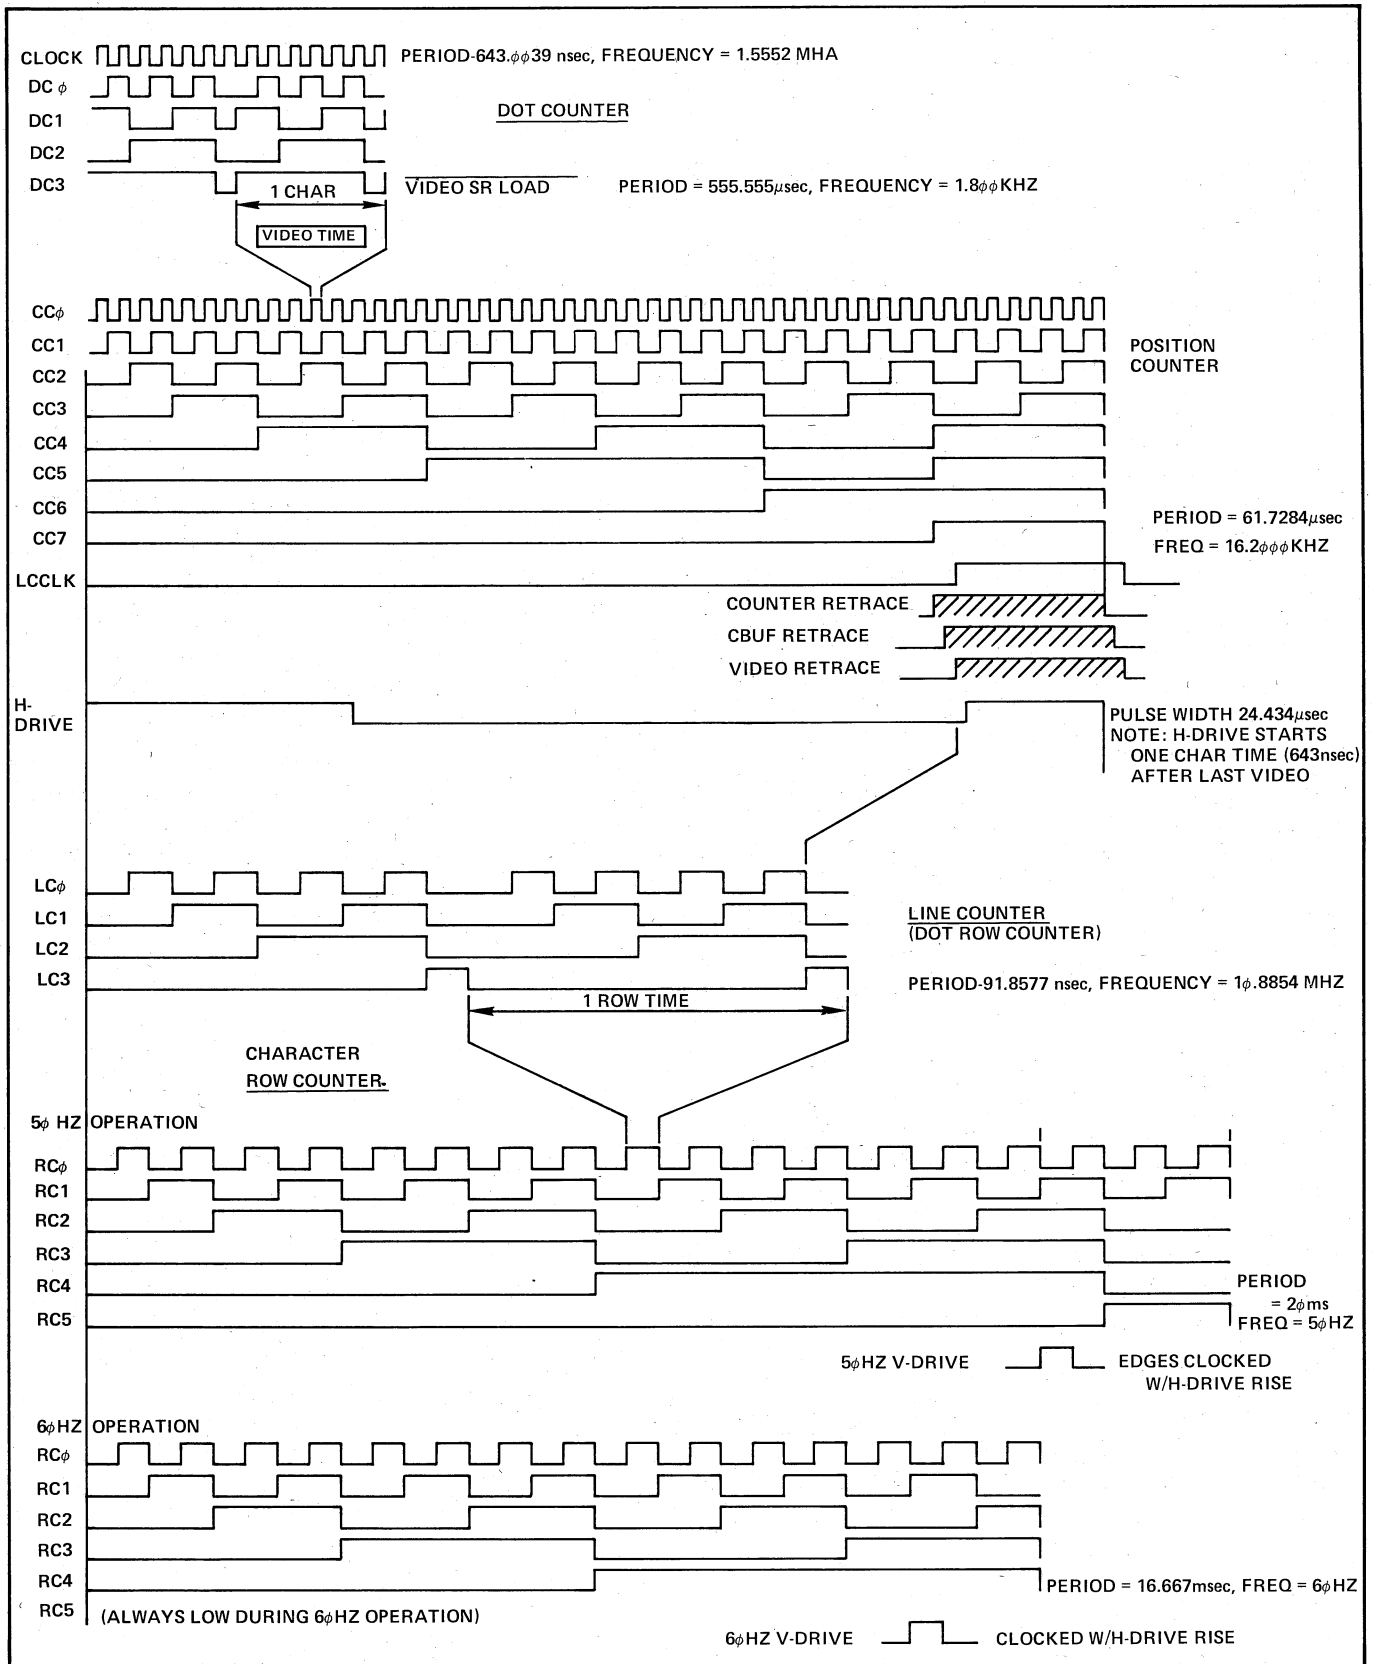 CLOCK PERIOD-643.ϕϕ39 nsec, FREQUENCY = 1.5552 MHA
DC ϕ
DC1 DOT COUNTER
DC2
DC3 1 CHAR VIDEO SR LOAD PERIOD = 555.555µsec, FREQUENCY = 1.8ϕϕKHZ
VIDEO TIME
CCϕ
CC1 POSITION
CC2 COUNTER
CC3
CC4
CC5
CC6 PERIOD = 61.7284µsec
CC7 FREQ = 16.2ϕϕϕKHZ
LCCLK
COUNTER RETRACE
CBUF RETRACE
VIDEO RETRACE
H-
DRIVE
PULSE WIDTH 24.434µsec
NOTE: H-DRIVE STARTS
ONE CHAR TIME (643nsec)
AFTER LAST VIDEO
LCϕ
LC1 LINE COUNTER
LC2 (DOT ROW COUNTER)
LC3 PERIOD-91.8577 nsec, FREQUENCY = 1ϕ.8854 MHZ
1 ROW TIME
CHARACTER
ROW COUNTER.
5ϕ HZ OPERATION
RCϕ
RC1
RC2
RC3
RC4 PERIOD
= 2ϕms
RC5 FREQ = 5ϕHZ
5ϕHZ V-DRIVE EDGES CLOCKED
W/H-DRIVE RISE
6ϕHZ OPERATION
RCϕ
RC1
RC2
RC3
RC4 PERIOD = 16.667msec, FREQ = 6ϕHZ
RC5 (ALWAYS LOW DURING 6ϕHZ OPERATION)
6ϕHZ V-DRIVE CLOCKED W/H-DRIVE RISE